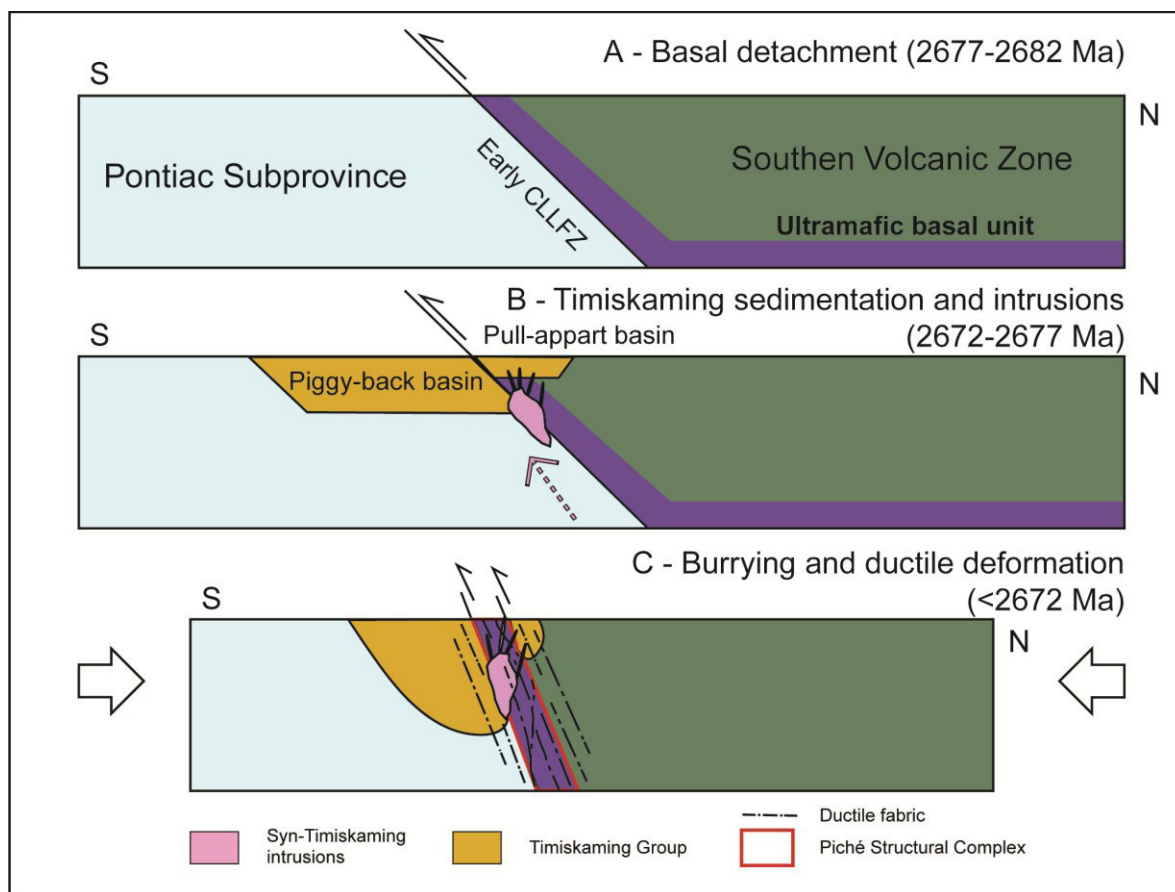 A - Basal detachment (2677-2682 Ma)
S
N
Pontiac Subprovince
Early CLLFZ
Southen Volcanic Zone
Ultramafic basal unit
B - Timiskaming sedimentation and intrusions
(2672-2677 Ma)
S
Pull-appart basin
N
Piggy-back basin
C - Burrying and ductile deformation
(<2672 Ma)
S
N
Syn-Timiskaming
intrusions
Timiskaming Group
Ductile fabric
Piché Structural Complex